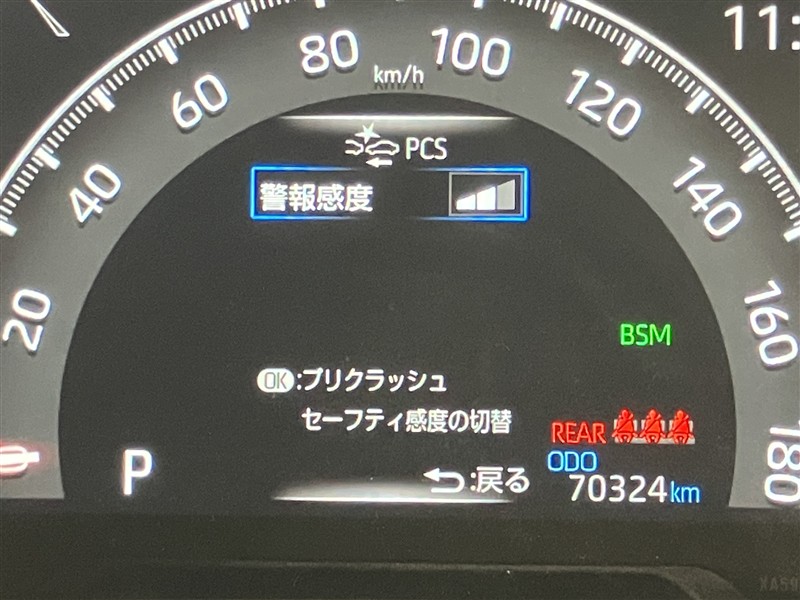 11:
20
40
60
80
100
120
140
160
180
km/h
PCS
警報感度
BSM
OK:プリクラッシュ
セーフティ感度の切替
REAR
P
ODO
:戻る
70324km